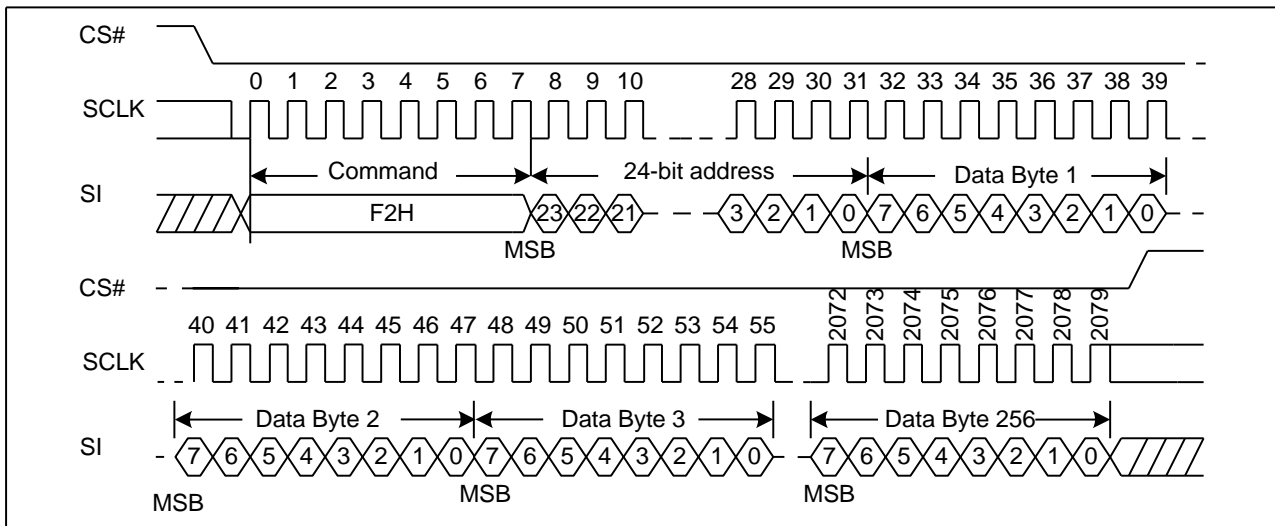 CS#
0 1 2 3 4 5 6 7 8 9 10 28 29 30 31 32 33 34 35 36 37 38 39
SCLK
Command 24-bit address Data Byte 1
SI
F2H 23 22 21 3 2 1 0 7 6 5 4 3 2 1 0
MSB MSB
CS#
40 41 42 43 44 45 46 47 48 49 50 51 52 53 54 55 2072 2073 2074 2075 2076 2077 2078 2079
SCLK
Data Byte 2 Data Byte 3 Data Byte 256
SI
7 6 5 4 3 2 1 0 7 6 5 4 3 2 1 0 7 6 5 4 3 2 1 0
MSB MSB MSB